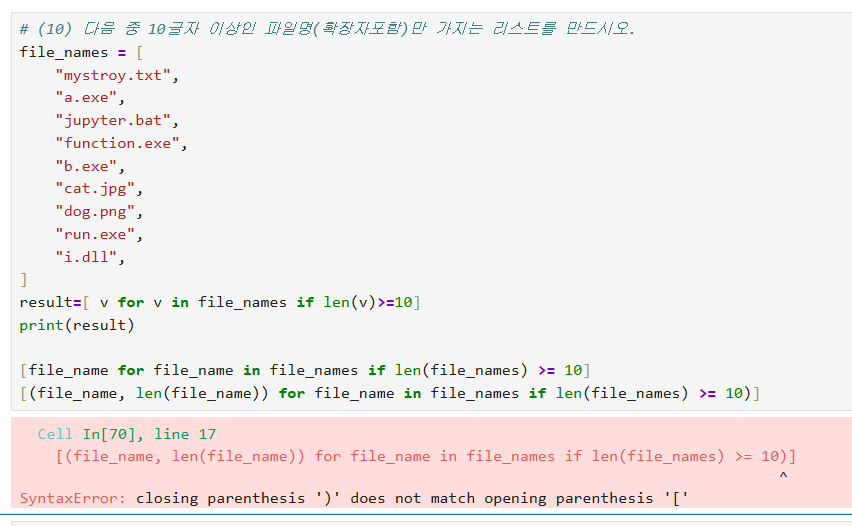 # (10) 다음 중 10글자 이상인 파일명(확장자포함)만 가지는 리스트를 만드시오.
file_names = [
    "mystroy.txt",
    "a.exe",
    "jupyter.bat",
    "function.exe",
    "b.exe",
    "cat.jpg",
    "dog.png",
    "run.exe",
    "i.dll",
]
result=[ v for v in file_names if len(v)>=10]
print(result)

[file_name for file_name in file_names if len(file_names) >= 10]
[(file_name, len(file_name)) for file_name in file_names if len(file_names) >= 10)]
  Cell In[70], line 17
    [(file_name, len(file_name)) for file_name in file_names if len(file_names) >= 10)]
                                                                                     ^
SyntaxError: closing parenthesis ')' does not match opening parenthesis '['